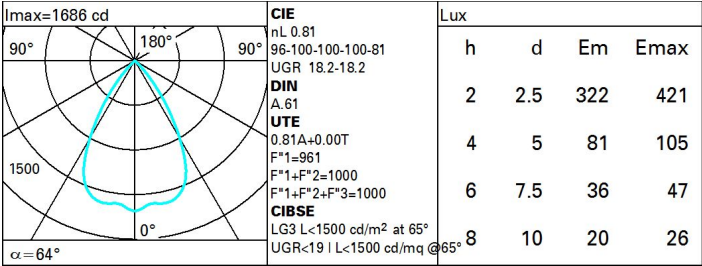 Imax=1686 cd
90°
180°
90°
1500
0°
α=64°
CIE
nL 0.81
96-100-100-100-81
UGR 18.2-18.2
DIN
A.61
UTE
0.81A+0.00T
F"1=961
F"1+F"2=1000
F"1+F"2+F"3=1000
CIBSE
LG3 L<1500 cd/m² at 65°
UGR<19 | L<1500 cd/mq @65°
Lux
h d Em Emax
2 2.5 322 421
4 5 81 105
6 7.5 36 47
8 10 20 26